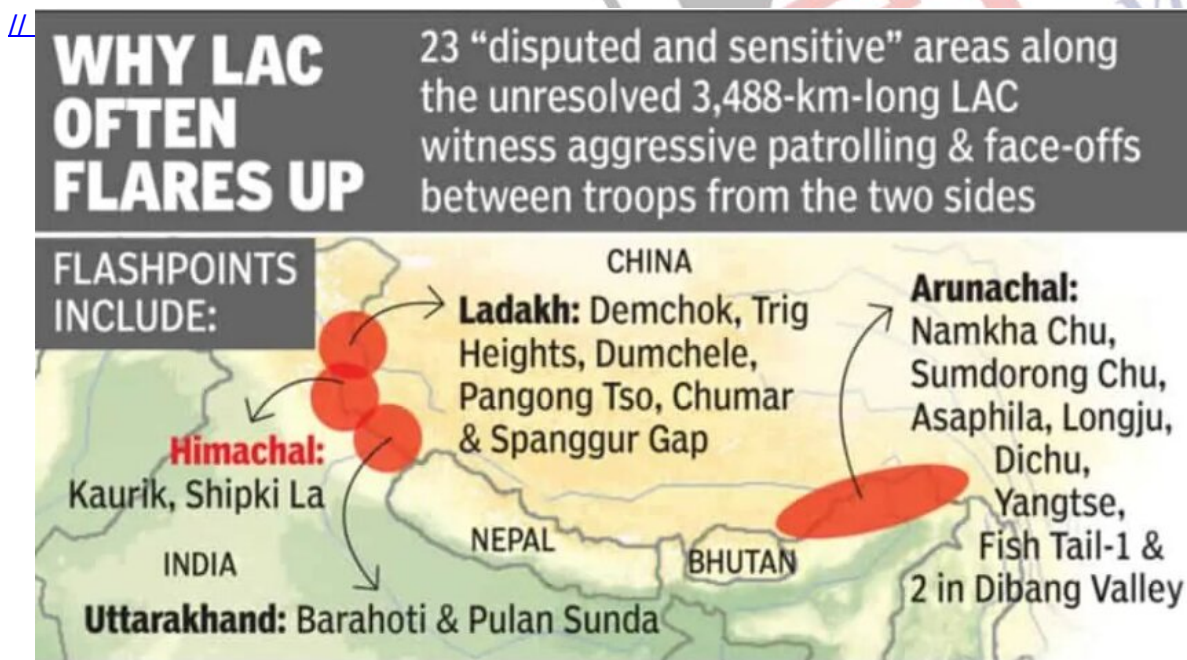 //
WHY LAC
OFTEN
FLARES UP
23 “disputed and sensitive” areas along
the unresolved 3,488-km-long LAC
witness aggressive patrolling & face-offs
between troops from the two sides
FLASHPOINTS
INCLUDE:
CHINA
Ladakh: Demchok, Trig
Heights, Dumchele,
Pangong Tso, Chumar
& Spanggur Gap
Arunachal:
Namkha Chu,
Sumdorong Chu,
Asaphila, Longju,
Dichu,
Yangtse,
Fish Tail-1 &
2 in Dibang Valley
Himachal:
Kaurik, Shipki La
INDIA
NEPAL
BHUTAN
Uttarakhand: Barahoti & Pulan Sunda